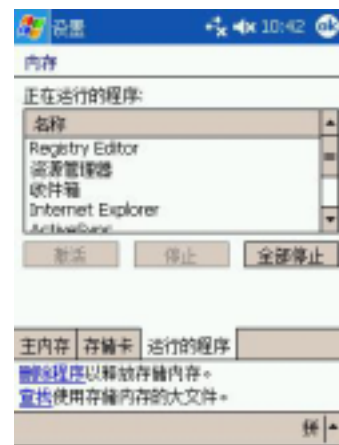 设置 10:42 ok
内存
正在运行的程序:
名称
Registry Editor
资源管理器
收件箱
Internet Explorer
ActiveSync
激活 停止 全部停止
主内存 存储卡 运行的程序
删除程序以释放存储内存。
查找使用存储内存的大文件。
拼